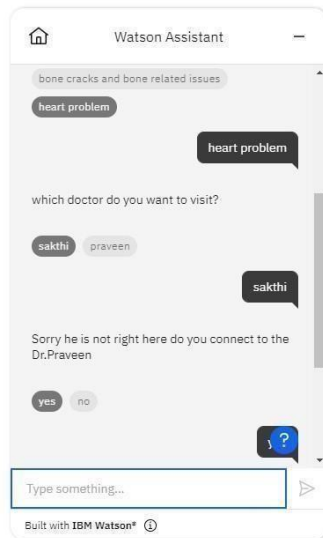 Watson Assistant
bone cracks and bone related issues
heart problem
heart problem
which doctor do you want to visit?
sakthi praveen
sakthi
Sorry he is not right here do you connect to the
Dr.Praveen
yes no
?
Type something...
Built with IBM Watson®